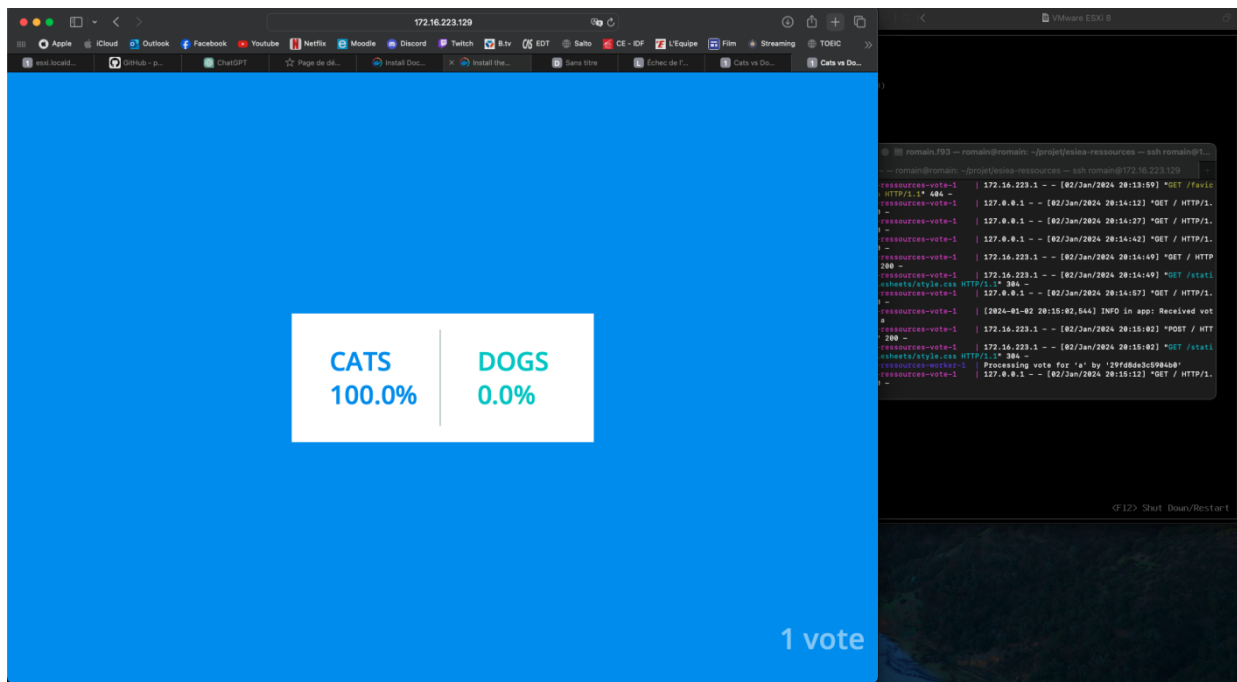 172.16.223.129
Apple iCloud Outlook Facebook Youtube Netflix Moodle Discord Twitch B.tv EDT Salto CE - IDF L'Equipe Film Streaming TOEIC
esxi.locald... GitHub - p... ChatGPT Page de dé... Install Doc... Install the... Sans titre Échec de l'... Cats vs Do... Cats vs Do...
CATS
100.0%
DOGS
0.0%
1 vote
VMware ESXi 8
romain.f93 — romain@romain: ~/projet/esiea-ressources — ssh romain@1...
— romain@romain: ~/projet/esiea-ressources — ssh romain@172.16.223.129
ressources-vote-1 | 172.16.223.1 - - [02/Jan/2024 20:13:59] "GET /favic
HTTP/1.1" 404 -
ressources-vote-1 | 127.0.0.1 - - [02/Jan/2024 20:14:12] "GET / HTTP/1.
-
ressources-vote-1 | 127.0.0.1 - - [02/Jan/2024 20:14:27] "GET / HTTP/1.
-
ressources-vote-1 | 127.0.0.1 - - [02/Jan/2024 20:14:42] "GET / HTTP/1.
-
ressources-vote-1 | 172.16.223.1 - - [02/Jan/2024 20:14:49] "GET / HTTP
200 -
ressources-vote-1 | 172.16.223.1 - - [02/Jan/2024 20:14:49] "GET /stati
esheets/style.css HTTP/1.1" 304 -
ressources-vote-1 | 127.0.0.1 - - [02/Jan/2024 20:14:57] "GET / HTTP/1.
-
ressources-vote-1 | [2024-01-02 20:15:02,544] INFO in app: Received vot
a
ressources-vote-1 | 172.16.223.1 - - [02/Jan/2024 20:15:02] "POST / HTT
" 200 -
ressources-vote-1 | 172.16.223.1 - - [02/Jan/2024 20:15:02] "GET /stati
esheets/style.css HTTP/1.1" 304 -
ressources-worker-1 | Processing vote for 'a' by '29fd8de3c5904b0'
ressources-vote-1 | 127.0.0.1 - - [02/Jan/2024 20:15:12] "GET / HTTP/1.
-
<F12> Shut Down/Restart